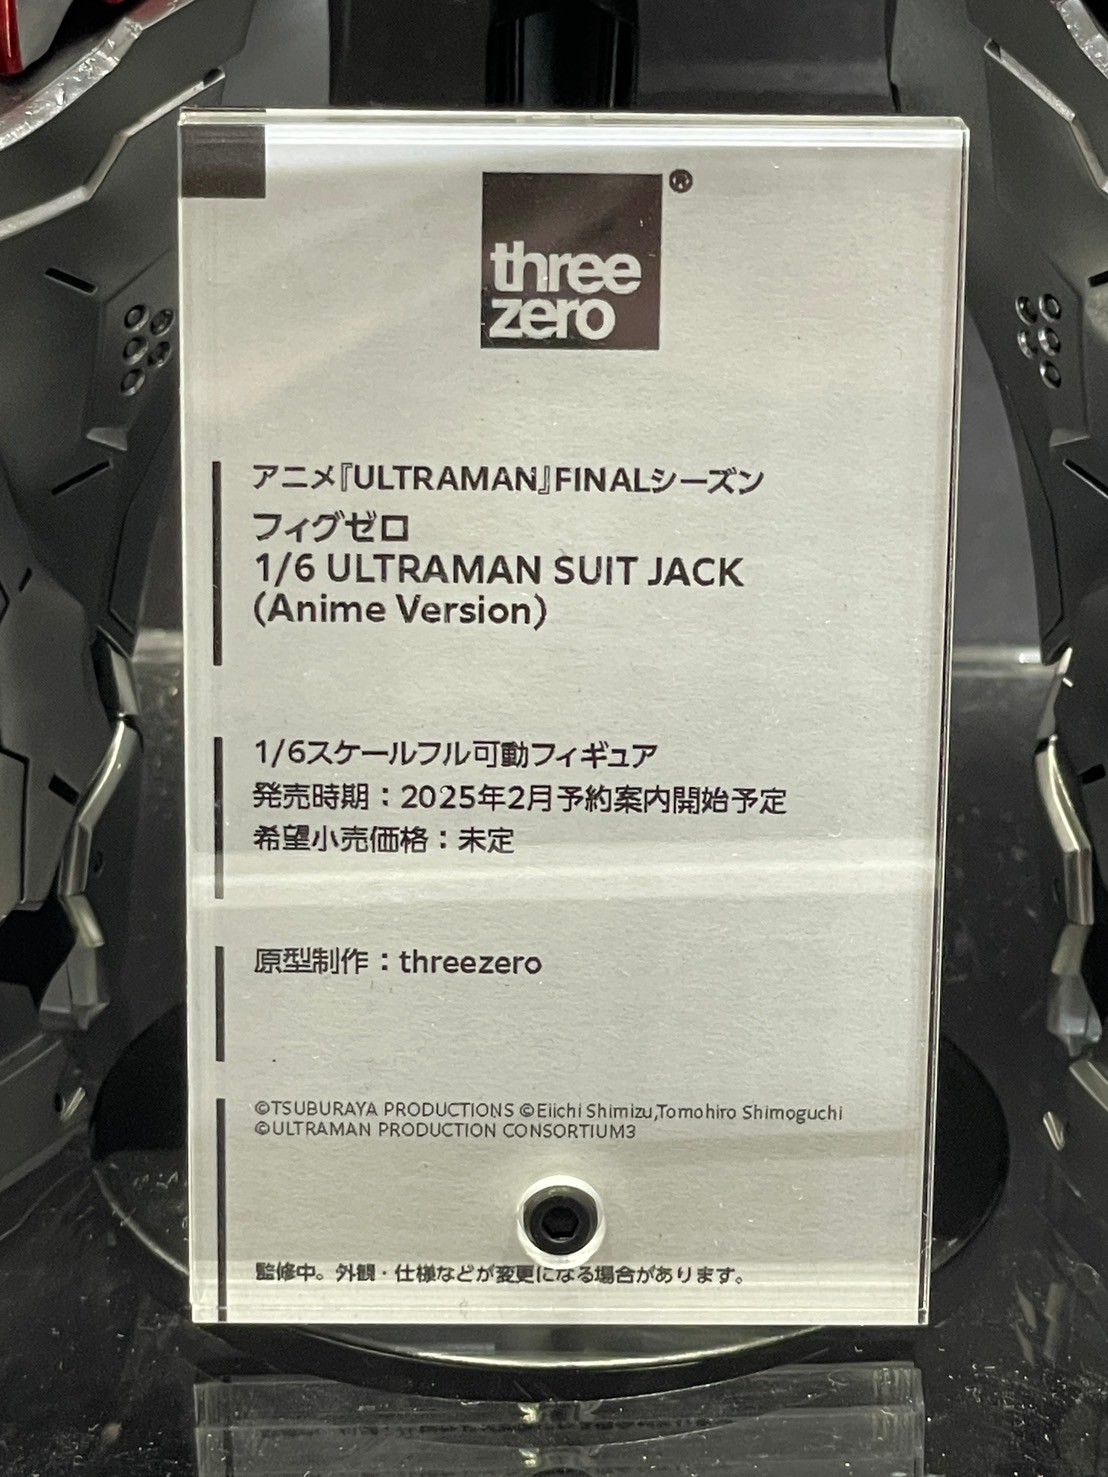 three
zero
®
アニメ『ULTRAMAN』FINALシーズン
フィグゼロ
1/6 ULTRAMAN SUIT JACK
(Anime Version)
1/6スケールフル可動フィギュア
発売時期：2025年2月予約案内開始予定
希望小売価格：未定
原型制作：threezero
©TSUBURAYA PRODUCTIONS ©Eiichi Shimizu,Tomohiro Shimoguchi
©ULTRAMAN PRODUCTION CONSORTIUM3
監修中。外観・仕様などが変更になる場合があります。